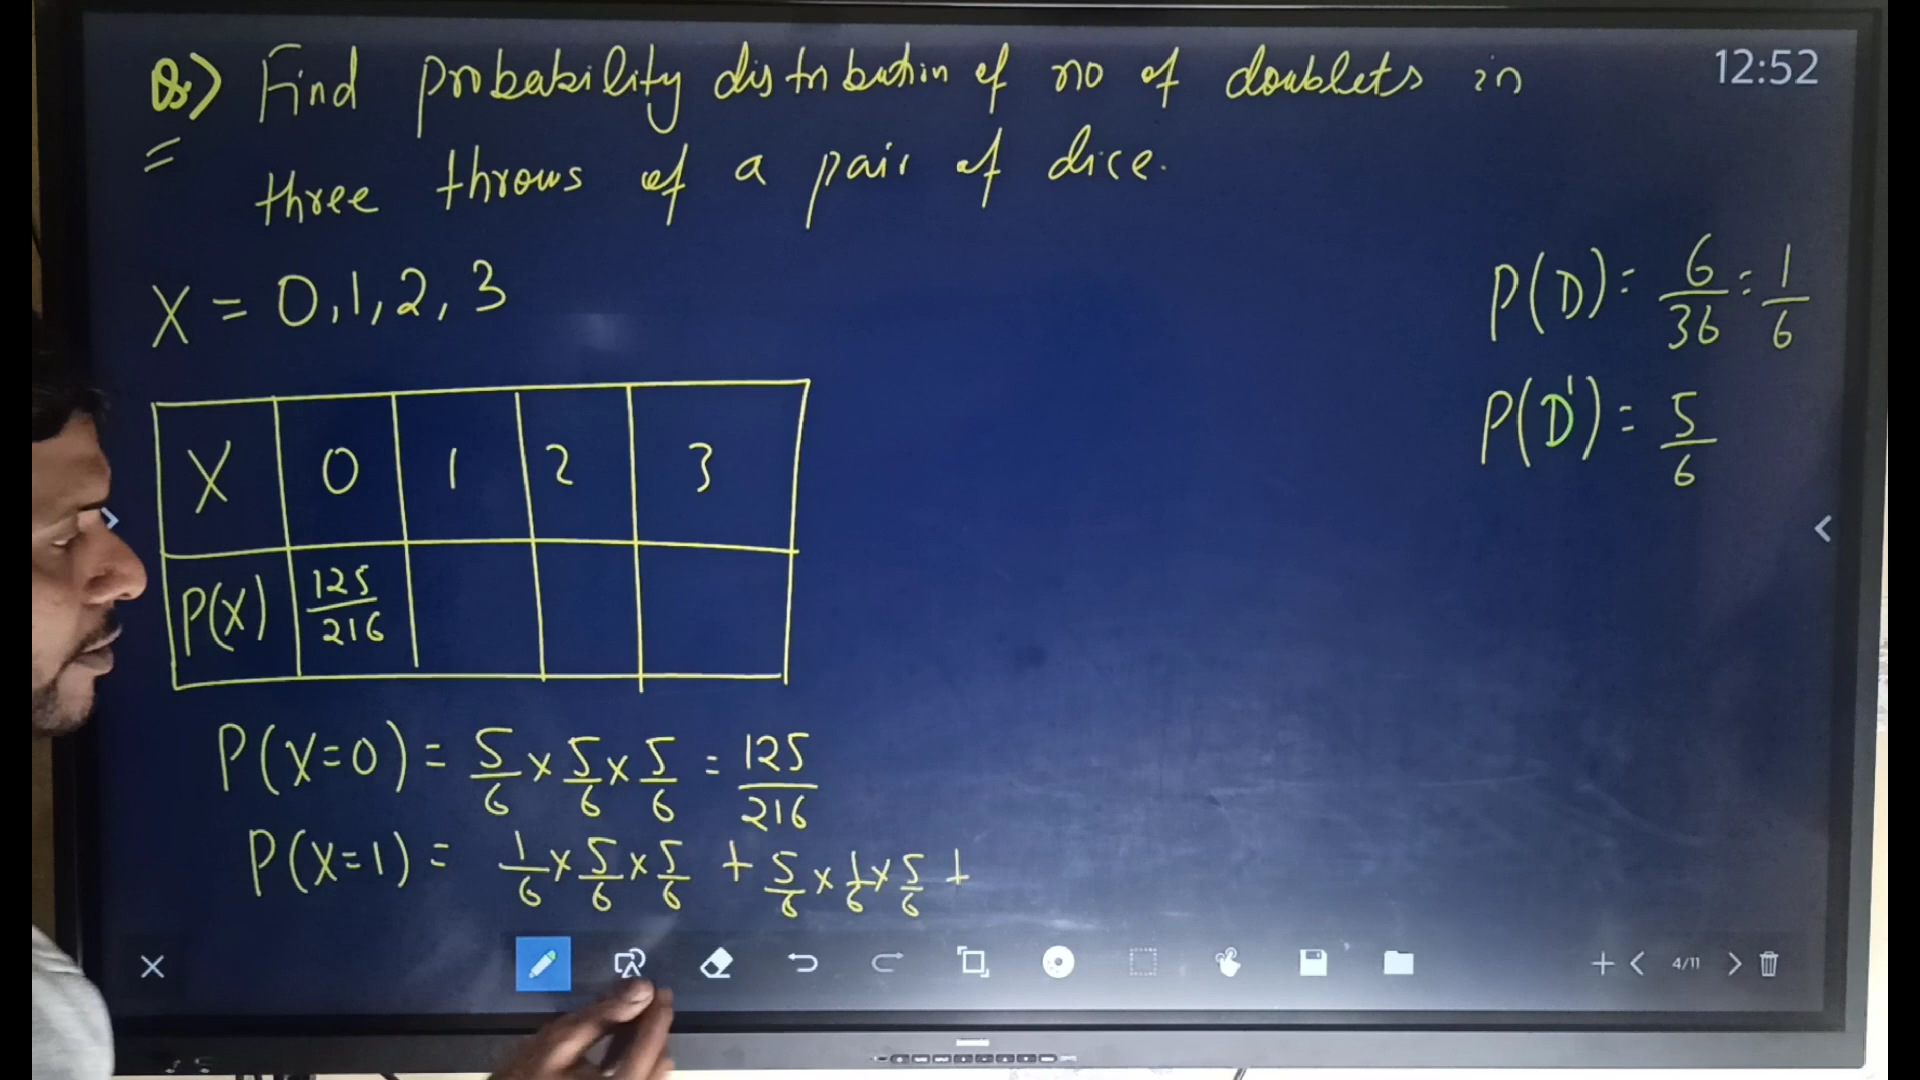 Qs) Find probability distribution of no of doublets in
12:52
three throws of a pair of dice.
X = 0,1,2,3
P(D) = 6/36 = 1/6
P(D') = 5/6
X 0 1 2 3
P(X) 125/216
P(X=0) = 5/6 × 5/6 × 5/6 = 125/216
P(X=1) = 1/6 × 5/6 × 5/6 + 5/6 × 1/6 × 5/6 +
4/11